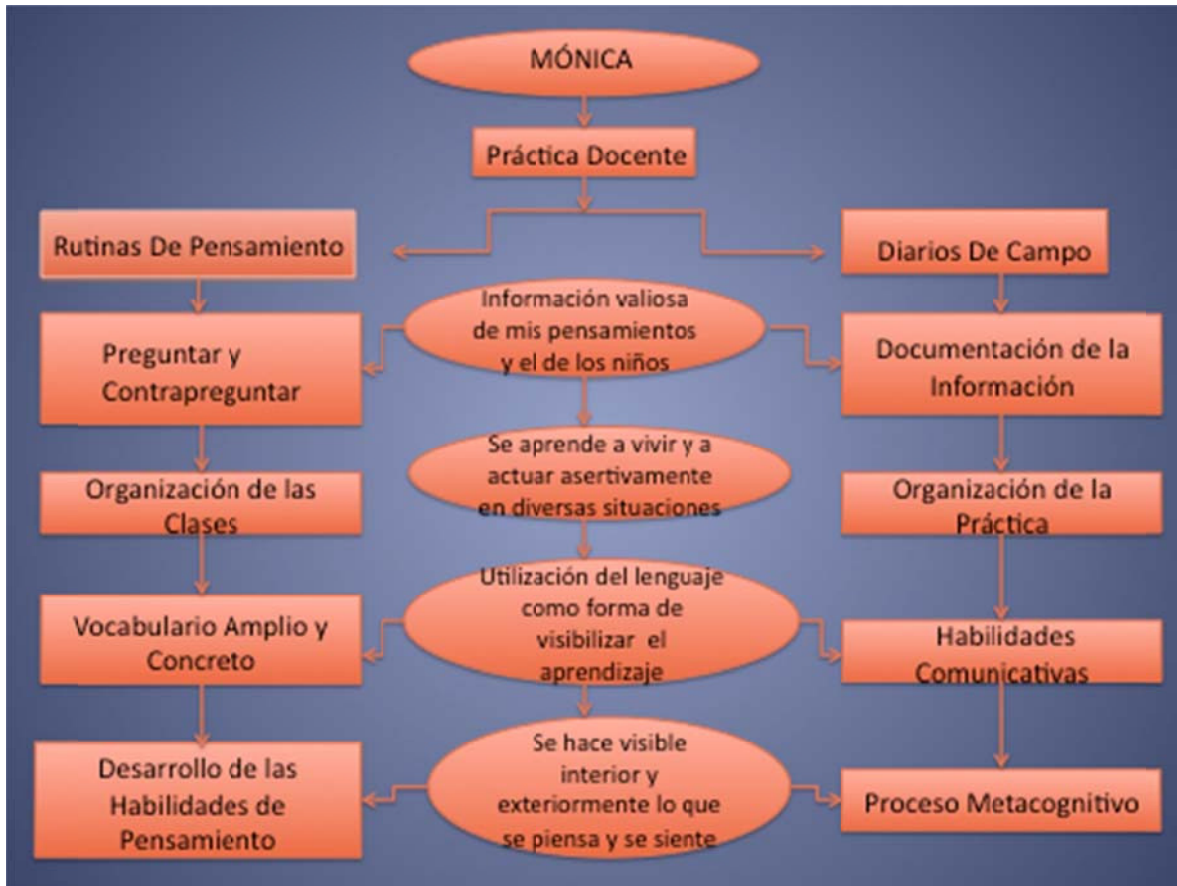 MÓNICA
Práctica Docente
Rutinas De Pensamiento
Diarios De Campo
Información valiosa
de mis pensamientos
y el de los niños
Preguntar y
Contrapreguntar
Documentación de la
Información
Se aprende a vivir y a
actuar asertivamente
en diversas situaciones
Organización de las
Clases
Organización de la
Práctica
Utilización del lenguaje
como forma de
visibilizar el
aprendizaje
Vocabulario Amplio y
Concreto
Habilidades
Comunicativas
Se hace visible
interior y
exteriormente lo que
se piensa y se siente
Desarrollo de las
Habilidades de
Pensamiento
Proceso Metacognitivo